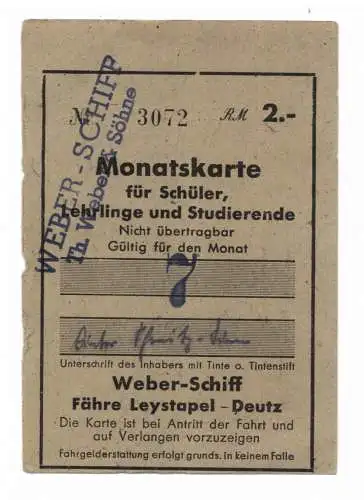 WEBER-SCHIFF
Th. Weber & Söhne
No 3072 RM 2.-
Monatskarte
für Schüler,
Lehrlinge und Studierende
Nicht übertragbar
Gültig für den Monat
7
Unterschrift des Inhabers mit Tinte o. Tintenstift
Weber-Schiff
Fähre Leystapel - Deutz
Die Karte ist bei Antritt der Fahrt und
auf Verlangen vorzuzeigen
Fahrgelderstattung erfolgt grunds. in keinem Falle